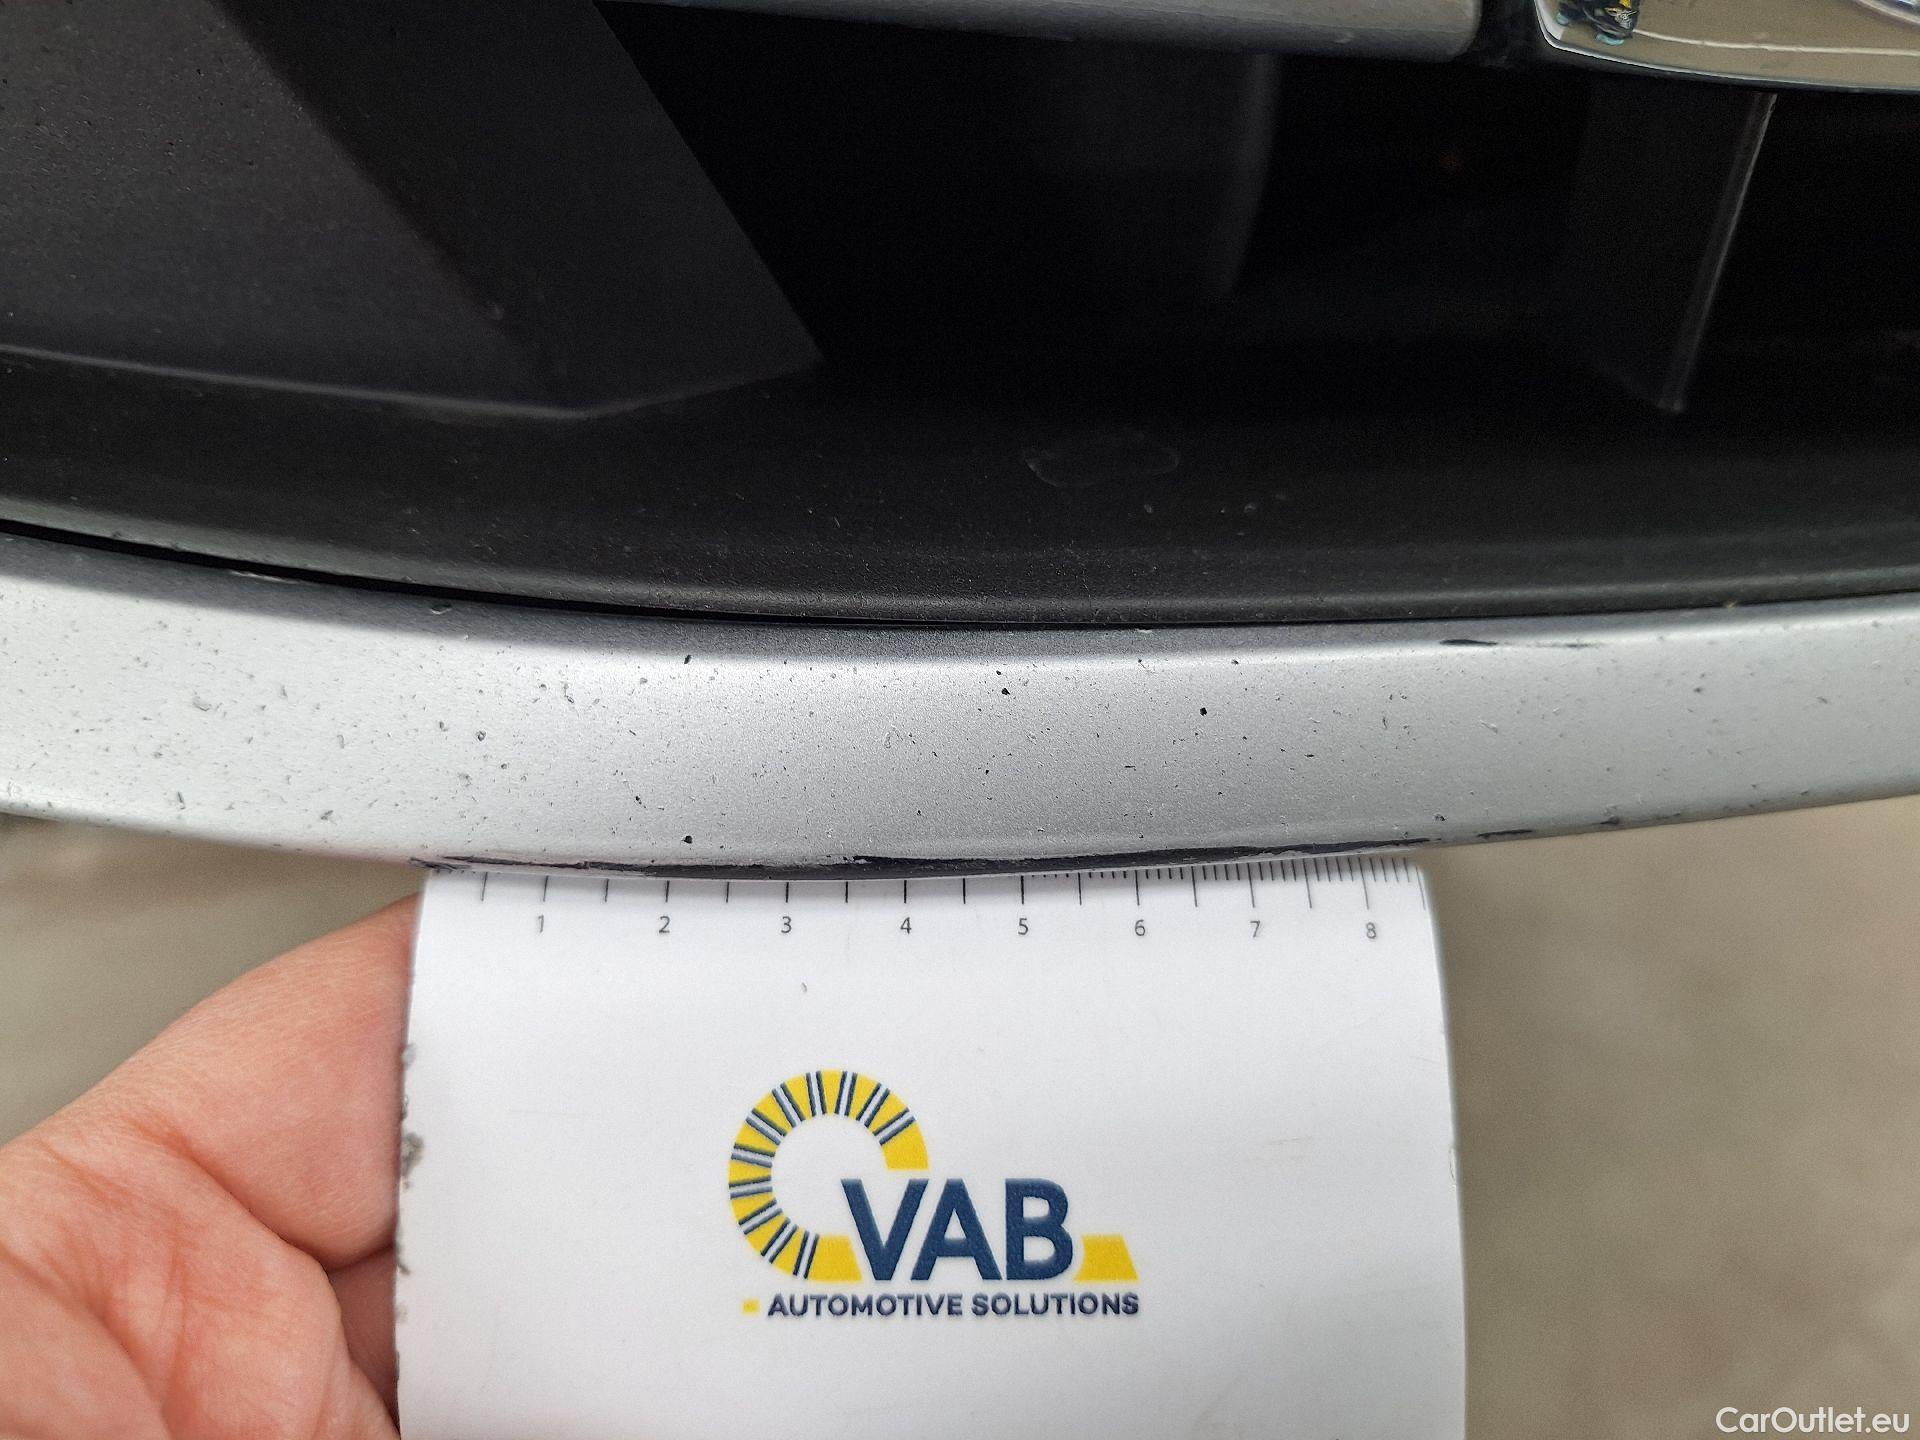 1 2 3 4 5 6 7 8
VAB
AUTOMOTIVE SOLUTIONS
CarOutlet.eu